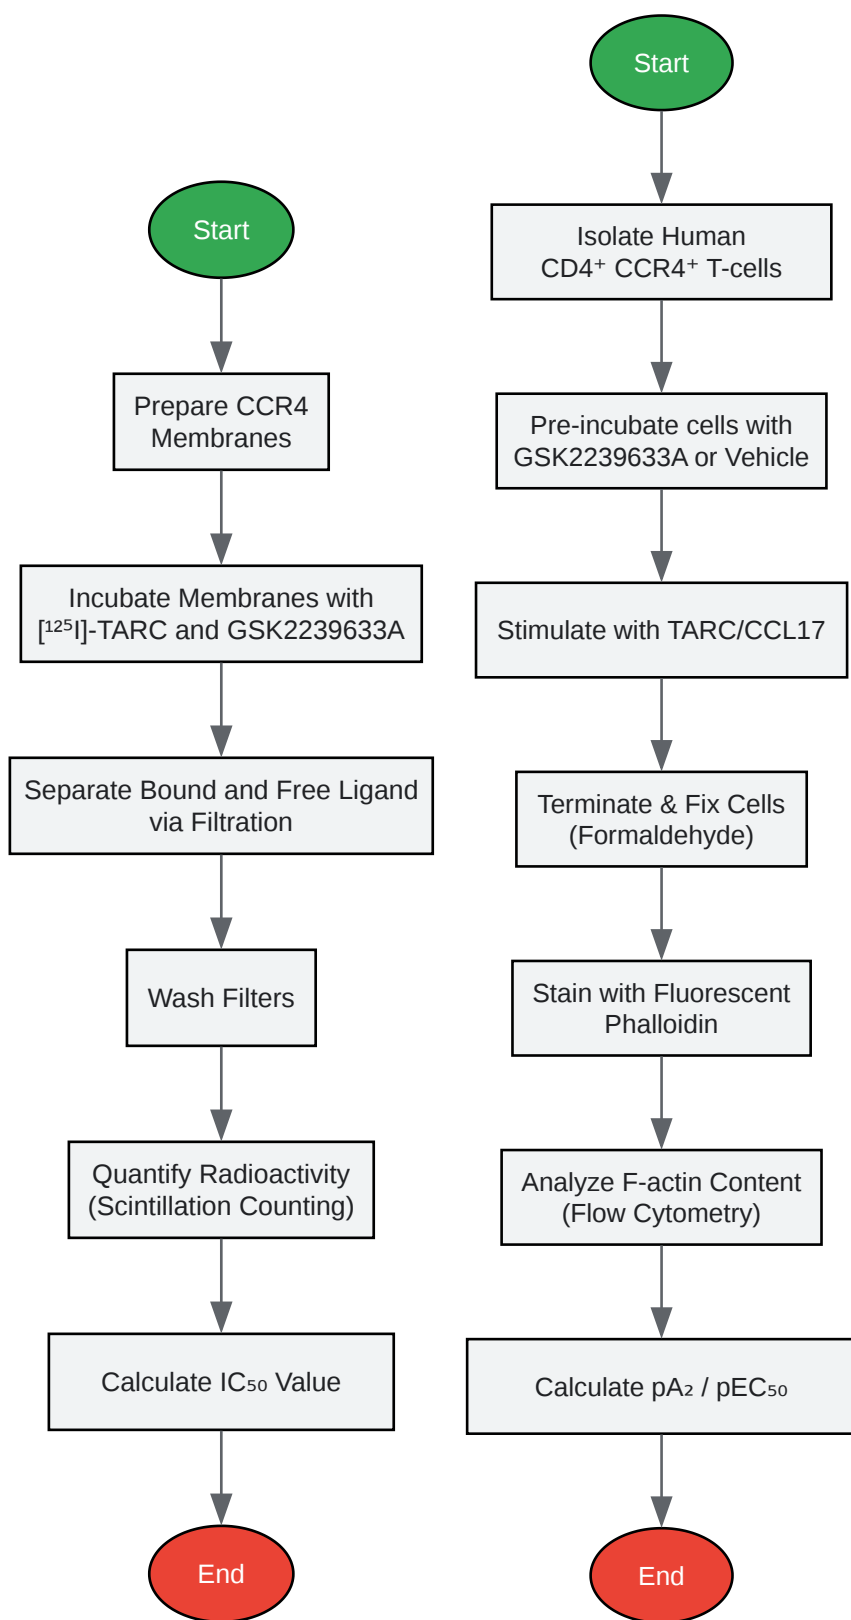 Start
Prepare CCR4
Membranes
Incubate Membranes with
[¹²⁵I]-TARC and GSK2239633A
Separate Bound and Free Ligand
via Filtration
Wash Filters
Quantify Radioactivity
(Scintillation Counting)
Calculate IC₅₀ Value
End
Start
Isolate Human
CD4⁺ CCR4⁺ T-cells
Pre-incubate cells with
GSK2239633A or Vehicle
Stimulate with TARC/CCL17
Terminate & Fix Cells
(Formaldehyde)
Stain with Fluorescent
Phalloidin
Analyze F-actin Content
(Flow Cytometry)
Calculate pA₂ / pEC₅₀
End